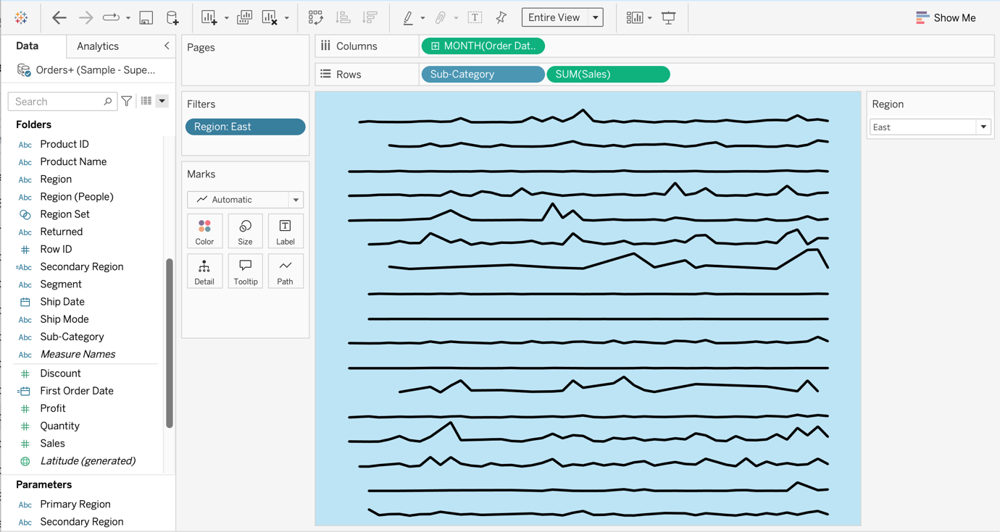 Entire View
Show Me
Data
Analytics
Orders+ (Sample - Supe...
Search
Folders
Abc Product ID
Abc Product Name
Abc Region
Abc Region (People)
Region Set
Abc Returned
Row ID
=Abc Secondary Region
Abc Segment
Ship Date
Abc Ship Mode
Abc Sub-Category
Abc Measure Names
Discount
First Order Date
Profit
Quantity
Sales
Latitude (generated)
Parameters
Abc Primary Region
Abc Secondary Region
Pages
Filters
Region: East
Marks
Automatic
Color
Size
Label
Detail
Tooltip
Path
Columns
MONTH(Order Dat..
Rows
Sub-Category
SUM(Sales)
Region
East